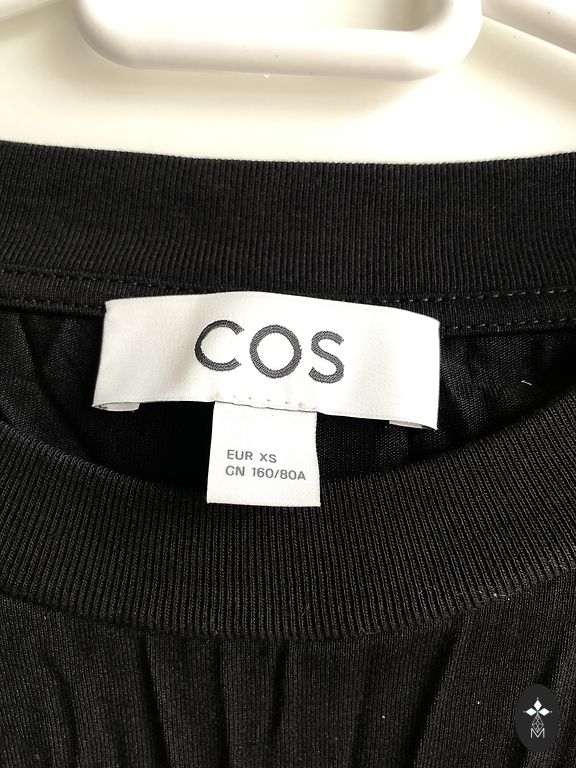 COS
EUR XS
CN 160/80A
M